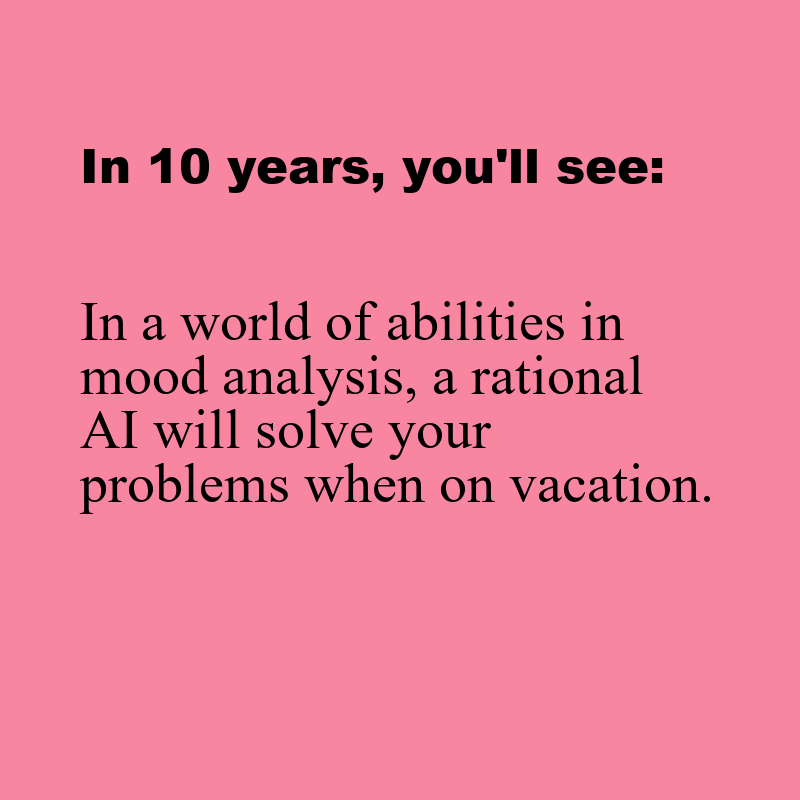 In 10 years, you'll see:
In a world of abilities in
mood analysis, a rational
AI will solve your
problems when on vacation.